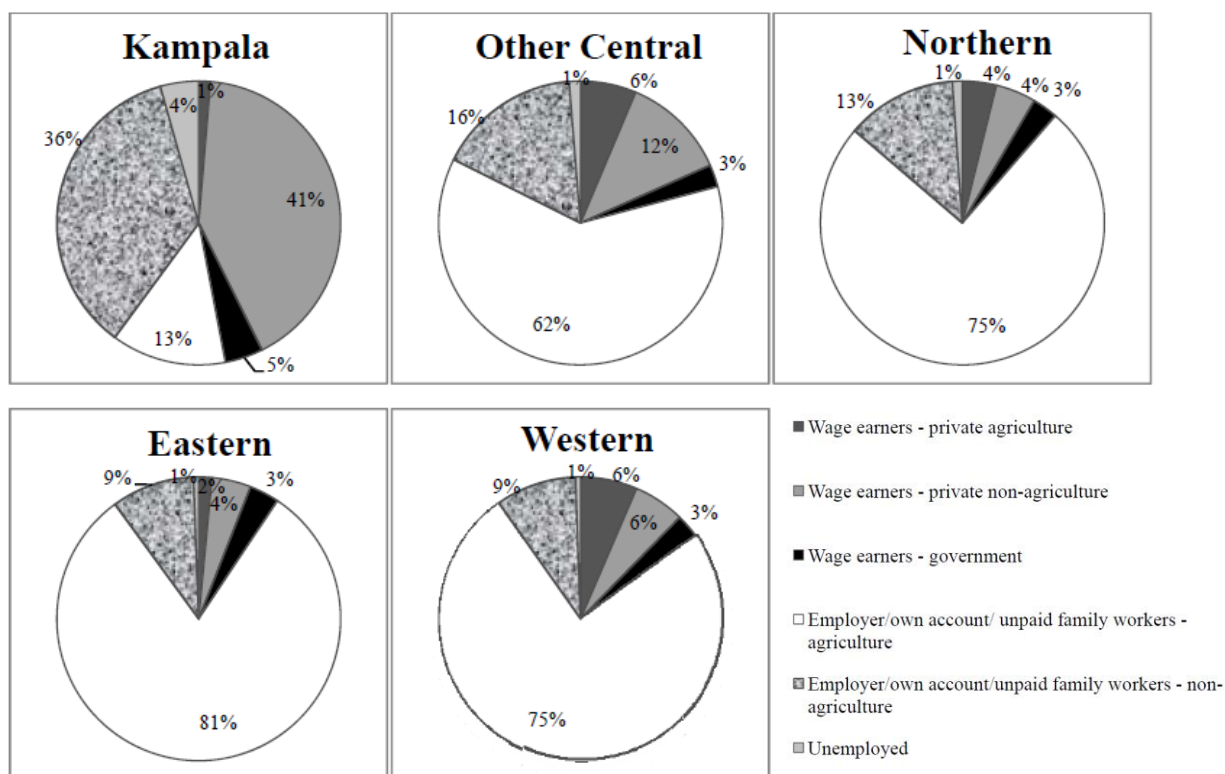 Kampala
1%
4%
36%
41%
13%
5%
Other Central
1%
6%
16%
12%
3%
62%
Northern
1%
4%
4%
3%
13%
75%
Eastern
9%
1%
2%
3%
4%
81%
Western
1%
6%
9%
3%
6%
75%
Wage earners - private agriculture
Wage earners - private non-agriculture
Wage earners - government
Employer/own account/ unpaid family workers -
agriculture
Employer/own account/unpaid family workers - non-
agriculture
Unemployed